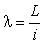 λ = L/i